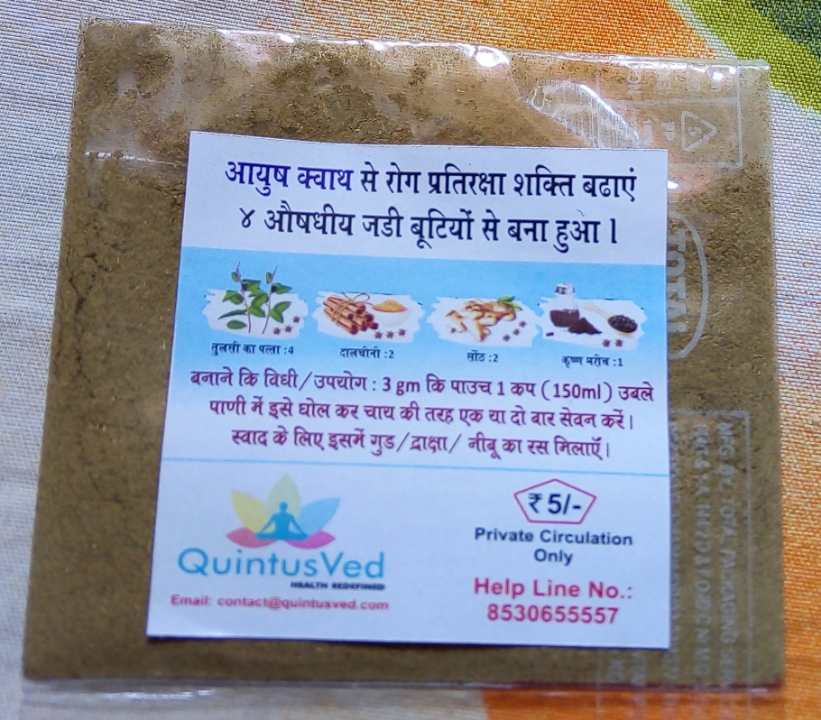 आयुष क्वाथ से रोग प्रतिरक्षा शक्ति बढाएं
४ औषधीय जडी बूटियों से बना हुआ ।
तुलसी का पत्ता :4 दालचीनी :2 सोंठ :2 कृष्ण मरीच :1
बनाने कि विधी/उपयोग : 3 gm कि पाउच 1 कप (150ml) उबले
पाणी में इसे घोल कर चाय की तरह एक या दो बार सेवन करें।
स्वाद के लिए इसमें गुड/द्राक्षा/ नीबू का रस मिलाएँ।
QuintusVed
HEALTH REDEFINED
Email: contact@quintusved.com
₹ 5/-
Private Circulation
Only
Help Line No.:
8530655557
TOTAL